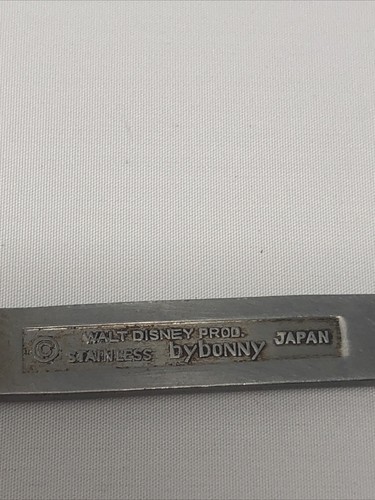 © WALT DISNEY PROD.
STAINLESS bybonny JAPAN